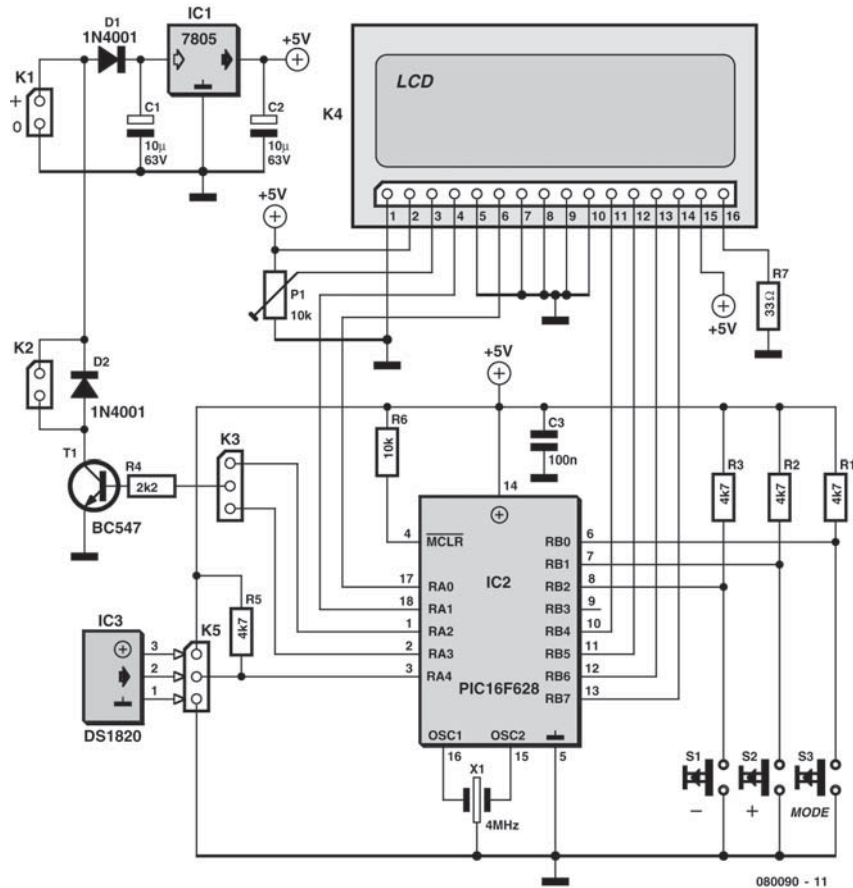 IC1
D1
1N4001
7805
+5V
K1
+
0
C1
10µ
63V
C2
10µ
63V
K4
LCD
1 2 3 4 5 6 7 8 9 10 11 12 13 14 15 16
+5V
P1
10k
R7
33Ω
+5V
K2
D2
1N4001
+5V
T1
R4
2k2
BC547
K3
R6
10k
C3
100n
R3
4k7
R2
4k7
R1
4k7
14
4 MCLR
IC2
RB0 6
RB1 7
17 RA0
RB2 8
18 RA1
RB3 9
1 RA2
RB4 10
2 RA3
RB5 11
3 RA4
RB6 12
PIC16F628
RB7 13
OSC1 OSC2
16 15 5
IC3
K5
R5
4k7
3
2
1
DS1820
X1
4MHz
S1
−
S2
+
S3
MODE
080090 - 11